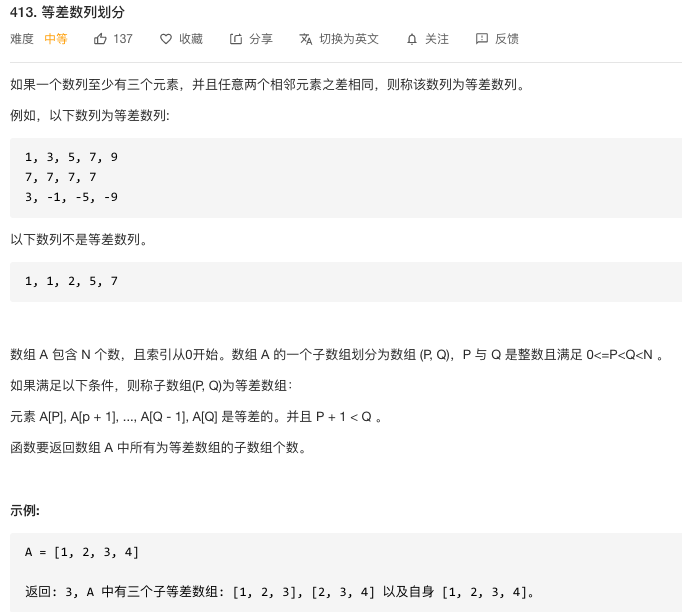 413. 等差数列划分
难度 中等 137 收藏 分享 切换为英文 关注 反馈
如果一个数列至少有三个元素，并且任意两个相邻元素之差相同，则称该数列为等差数列。
例如，以下数列为等差数列:
1, 3, 5, 7, 9
7, 7, 7, 7
3, -1, -5, -9
以下数列不是等差数列。
1, 1, 2, 5, 7
数组 A 包含 N 个数，且索引从0开始。数组 A 的一个子数组划分为数组 (P, Q)，P 与 Q 是整数且满足 0<=P<Q<N 。
如果满足以下条件，则称子数组(P, Q)为等差数组：
元素 A[P], A[p + 1], ..., A[Q - 1], A[Q] 是等差的。并且 P + 1 < Q 。
函数要返回数组 A 中所有为等差数组的子数组个数。
示例:
A = [1, 2, 3, 4]
返回: 3, A 中有三个子等差数组: [1, 2, 3], [2, 3, 4] 以及自身 [1, 2, 3, 4]。